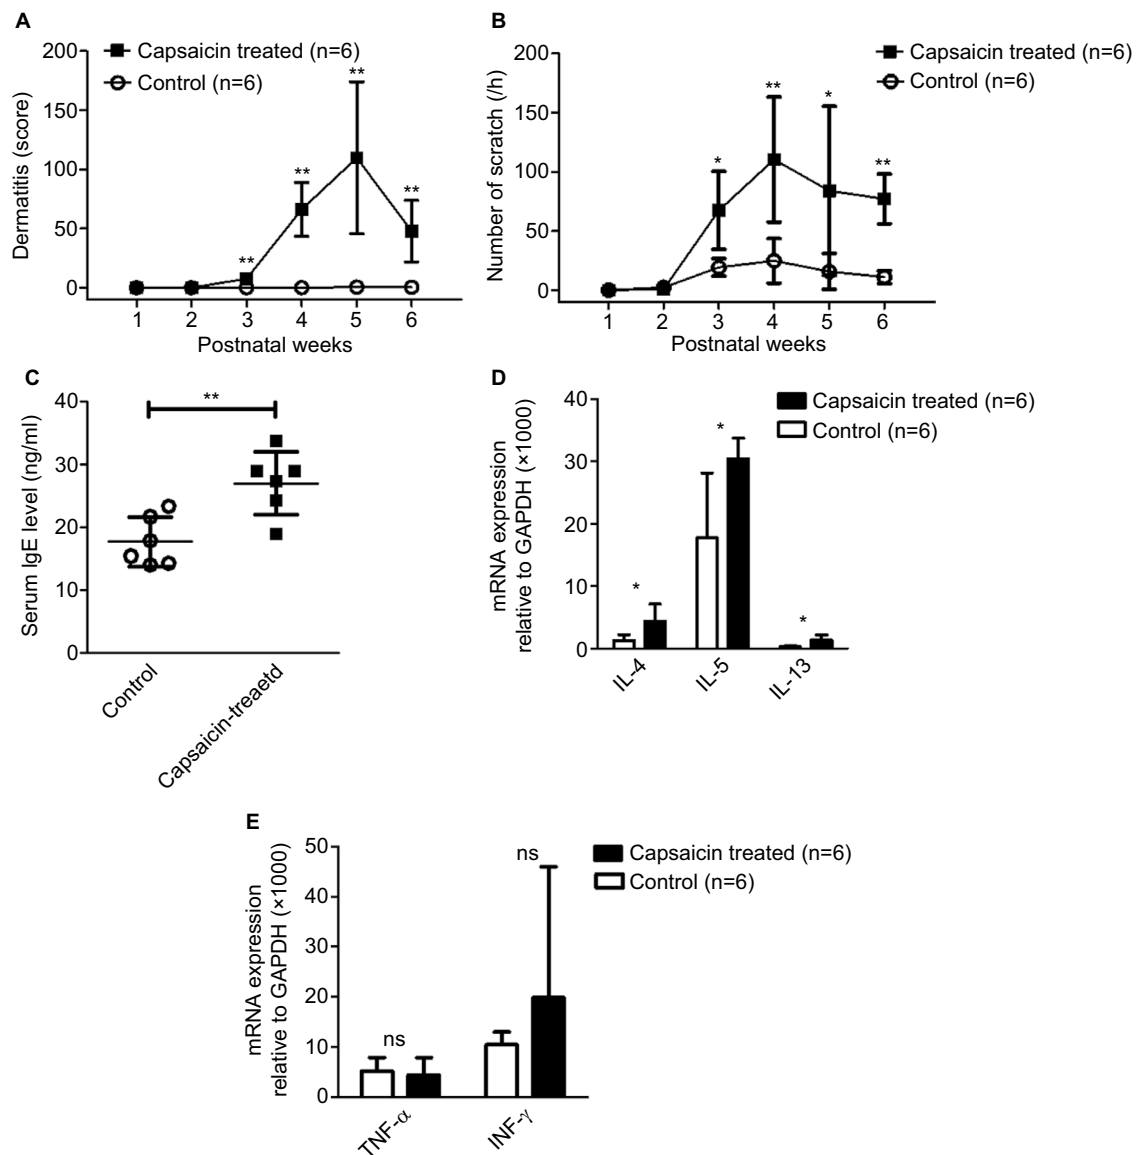 A
Capsaicin treated (n=6)
Control (n=6)
Dermatitis (score)
200
150
100
50
0
**
**
**
**
1 2 3 4 5 6
Postnatal weeks
B
Capsaicin treated (n=6)
Control (n=6)
Number of scratch (/h)
200
150
100
50
0
*
**
*
**
1 2 3 4 5 6
Postnatal weeks
C
Serum IgE level (ng/ml)
40
30
20
10
0
**
Control
Capsaicin-treaetd
D
Capsaicin treated (n=6)
Control (n=6)
mRNA expression
relative to GAPDH (×1000)
40
30
20
10
0
*
*
*
IL-4
IL-5
IL-13
E
Capsaicin treated (n=6)
Control (n=6)
mRNA expression
relative to GAPDH (×1000)
50
40
30
20
10
0
ns
ns
TNF-α
INF-γ